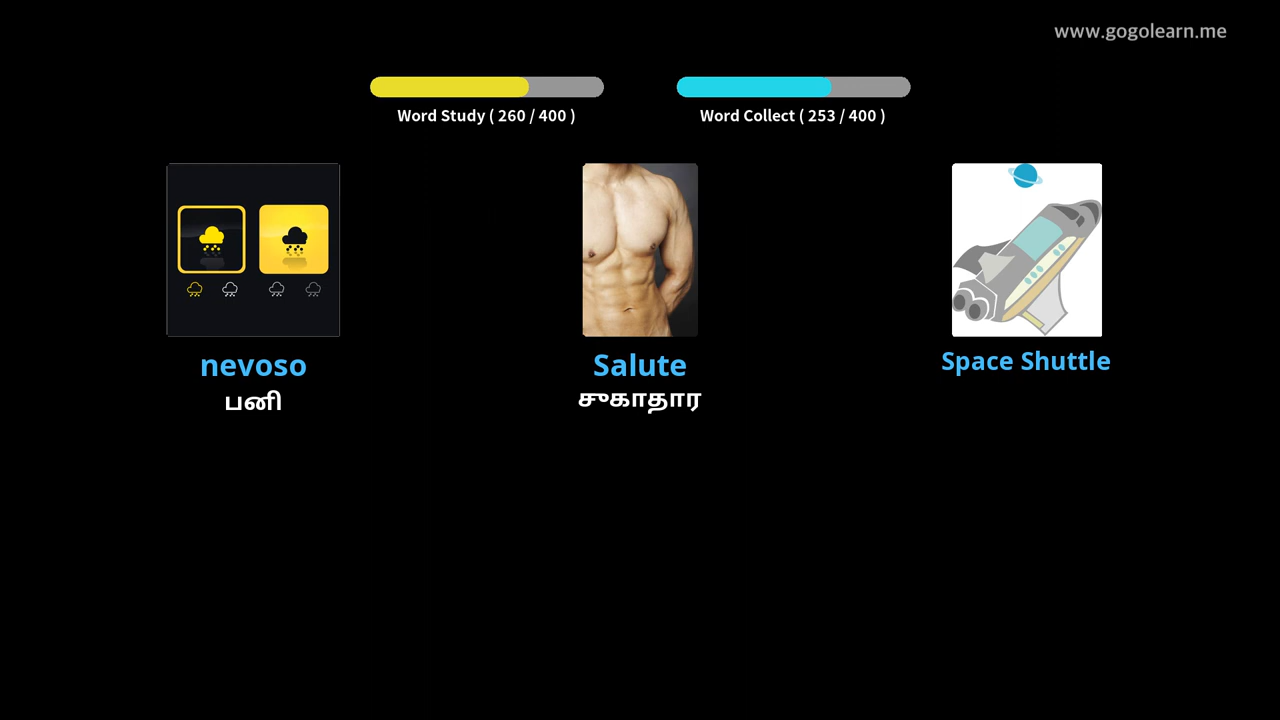 www.gogolearn.me
Word Study ( 260 / 400 )
Word Collect ( 253 / 400 )
nevoso
Salute
Space Shuttle
பனி
சுகாதார